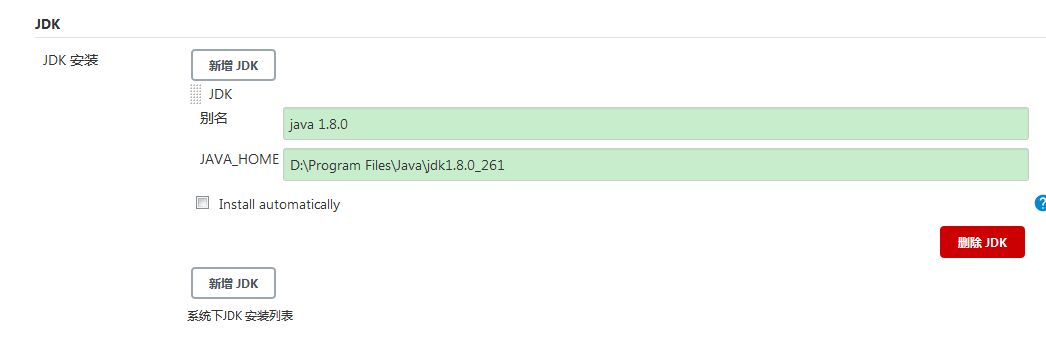 JDK
JDK 安装
新增 JDK
JDK
别名
java 1.8.0
JAVA_HOME
D:\Program Files\Java\jdk1.8.0_261
Install automatically
?
删除 JDK
新增 JDK
系统下JDK 安装列表